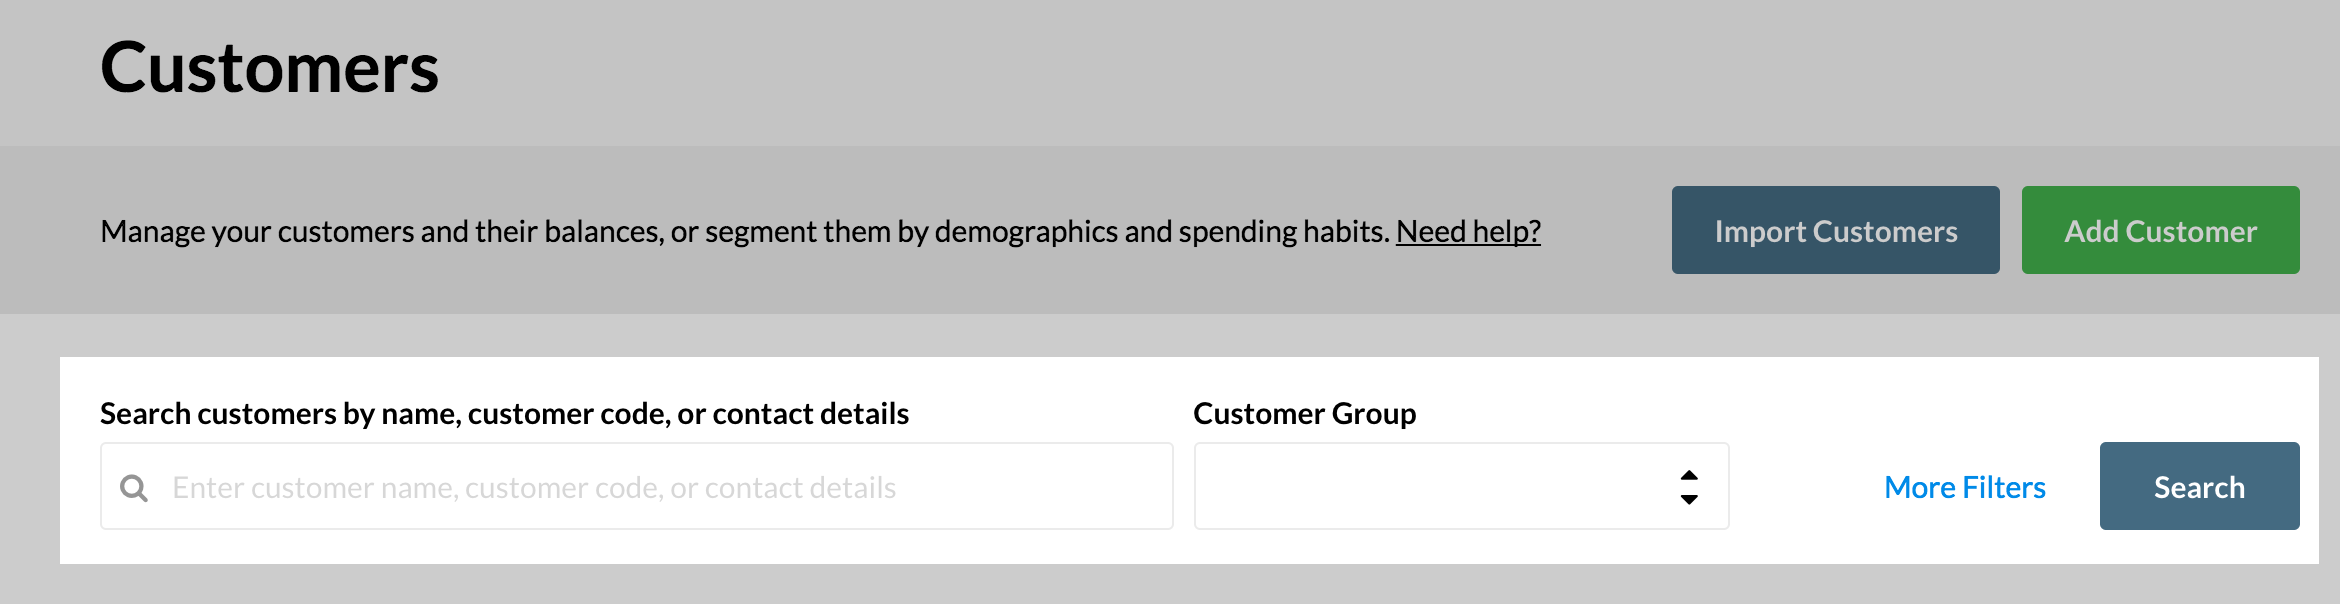 Customers
Manage your customers and their balances, or segment them by demographics and spending habits. Need help?
Import Customers
Add Customer
Search customers by name, customer code, or contact details
Customer Group
Enter customer name, customer code, or contact details
More Filters
Search